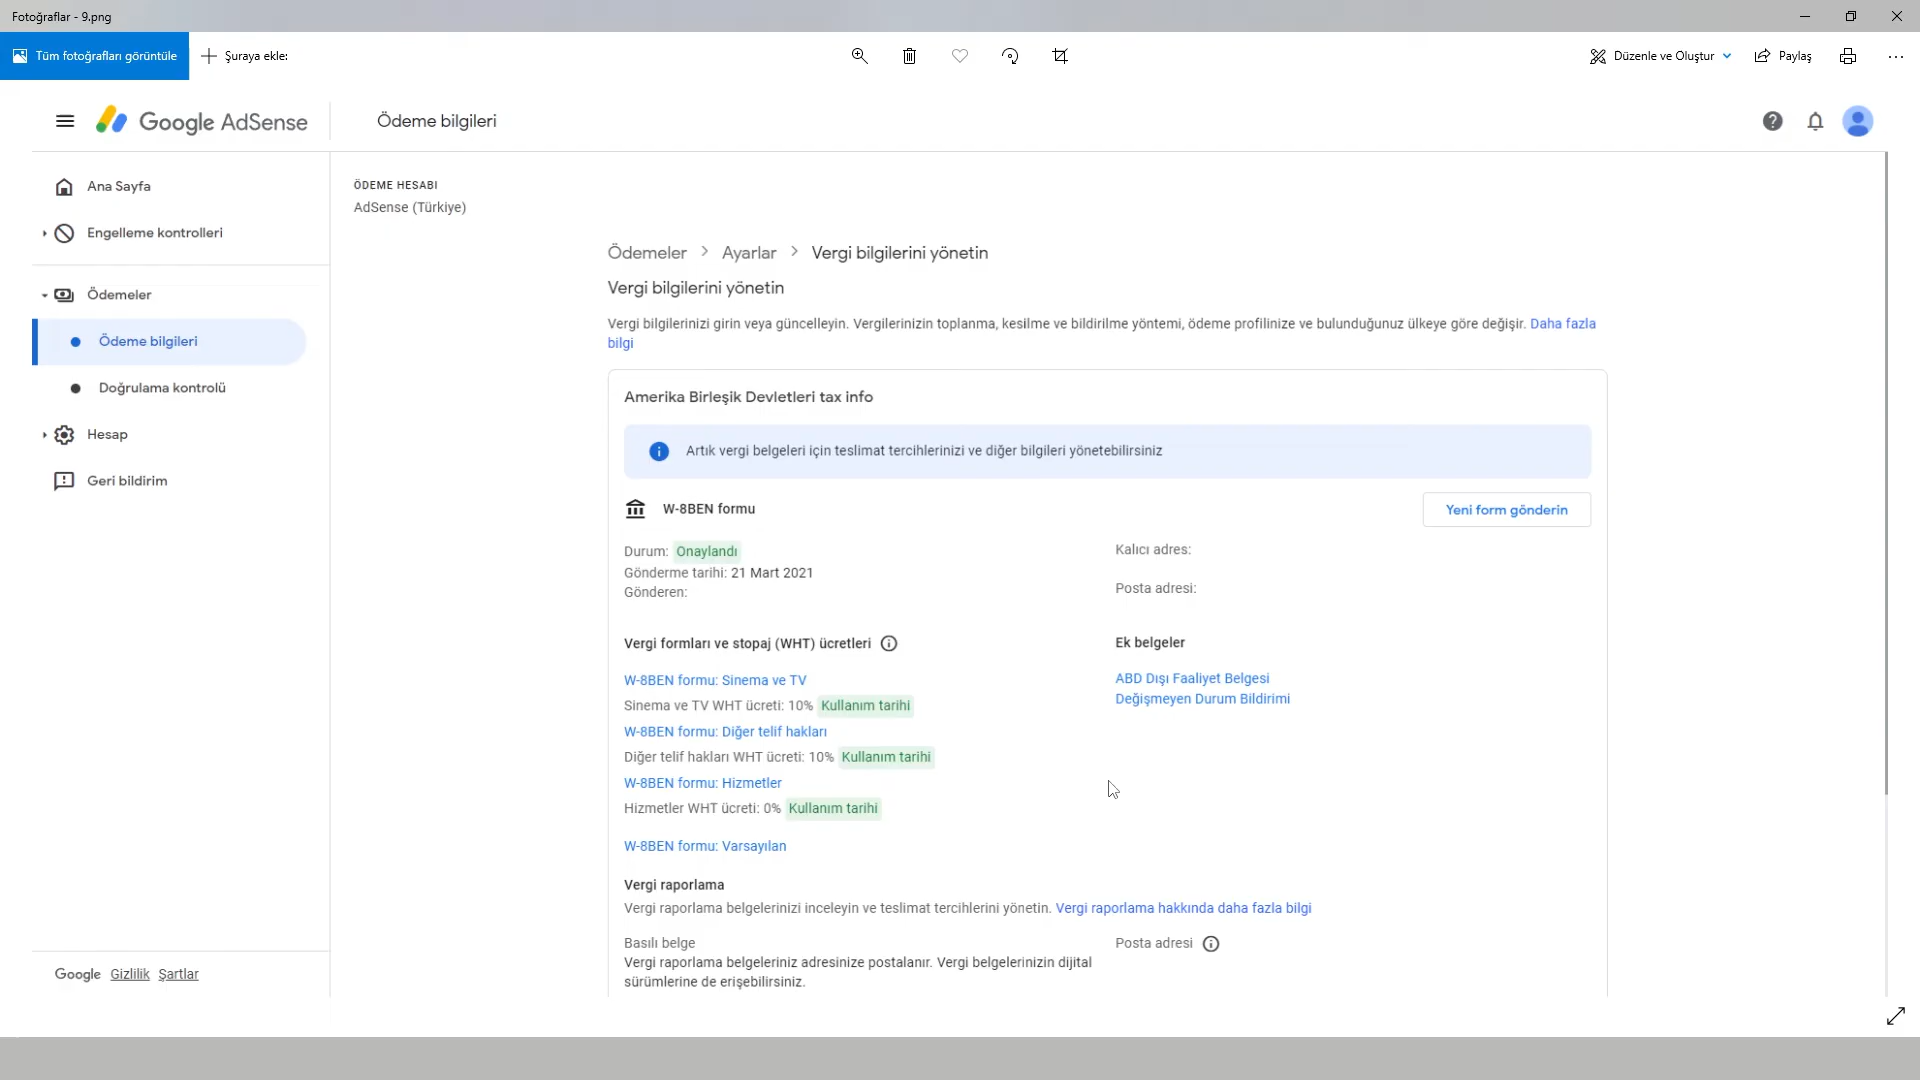 Fotoğraflar - 9.png
Tüm fotoğrafları görüntüle
Şuraya ekle:
Düzenle ve Oluştur
Paylaş
Google AdSense
Ödeme bilgileri
Ana Sayfa
Engelleme kontrolleri
Ödemeler
Ödeme bilgileri
Doğrulama kontrolü
Hesap
Geri bildirim
Google Gizlilik Şartlar
ÖDEME HESABI
AdSense (Türkiye)
Ödemeler > Ayarlar > Vergi bilgilerini yönetin
Vergi bilgilerini yönetin
Vergi bilgilerinizi girin veya güncelleyin. Vergilerinizin toplanma, kesilme ve bildirilme yöntemi, ödeme profilinize ve bulunduğunuz ülkeye göre değişir. Daha fazla
bilgi
Amerika Birleşik Devletleri tax info
Artık vergi belgeleri için teslimat tercihlerinizi ve diğer bilgileri yönetebilirsiniz
W-8BEN formu
Yeni form gönderin
Durum: Onaylandı
Gönderme tarihi: 21 Mart 2021
Gönderen:
Kalıcı adres:
Posta adresi:
Vergi formları ve stopaj (WHT) ücretleri
W-8BEN formu: Sinema ve TV
Sinema ve TV WHT ücreti: 10% Kullanım tarihi
W-8BEN formu: Diğer telif hakları
Diğer telif hakları WHT ücreti: 10% Kullanım tarihi
W-8BEN formu: Hizmetler
Hizmetler WHT ücreti: 0% Kullanım tarihi
W-8BEN formu: Varsayılan
Ek belgeler
ABD Dışı Faaliyet Belgesi
Değişmeyen Durum Bildirimi
Vergi raporlama
Vergi raporlama belgelerinizi inceleyin ve teslimat tercihlerini yönetin. Vergi raporlama hakkında daha fazla bilgi
Basılı belge
Vergi raporlama belgeleriniz adresinize postalanır. Vergi belgelerinizin dijital
sürümlerine de erişebilirsiniz.
Posta adresi